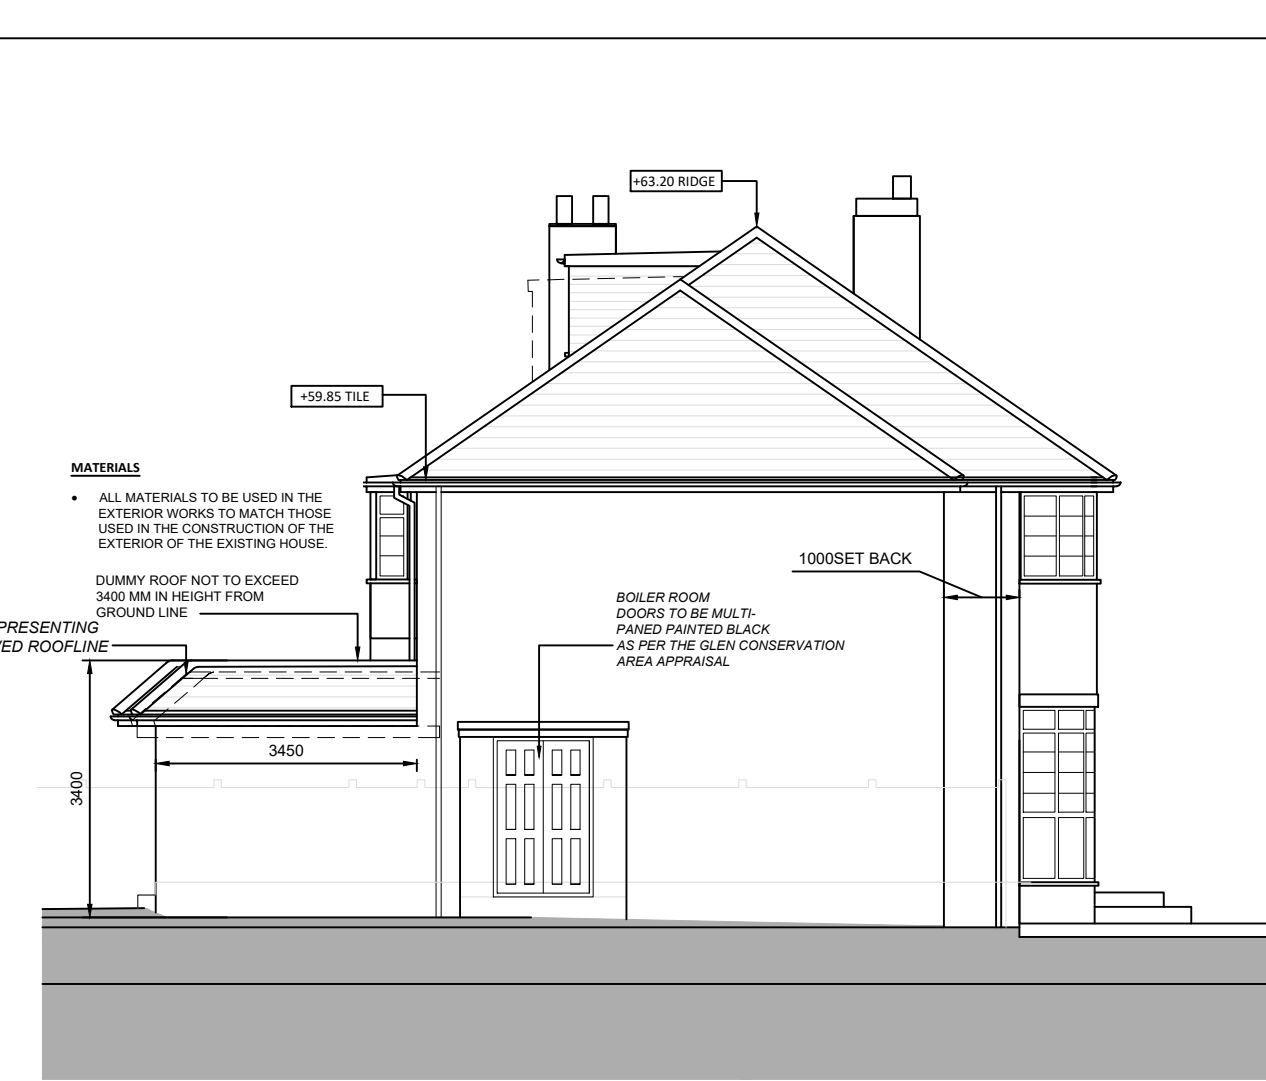 +63.20 RIDGE
+59.85 TILE
MATERIALS
• ALL MATERIALS TO BE USED IN THE
EXTERIOR WORKS TO MATCH THOSE
USED IN THE CONSTRUCTION OF THE
EXTERIOR OF THE EXISTING HOUSE.
DUMMY ROOF NOT TO EXCEED
3400 MM IN HEIGHT FROM
GROUND LINE
PRESENTING
VED ROOFLINE
1000SET BACK
BOILER ROOM
DOORS TO BE MULTI-
PANED PAINTED BLACK
AS PER THE GLEN CONSERVATION
AREA APPRAISAL
3450
3400